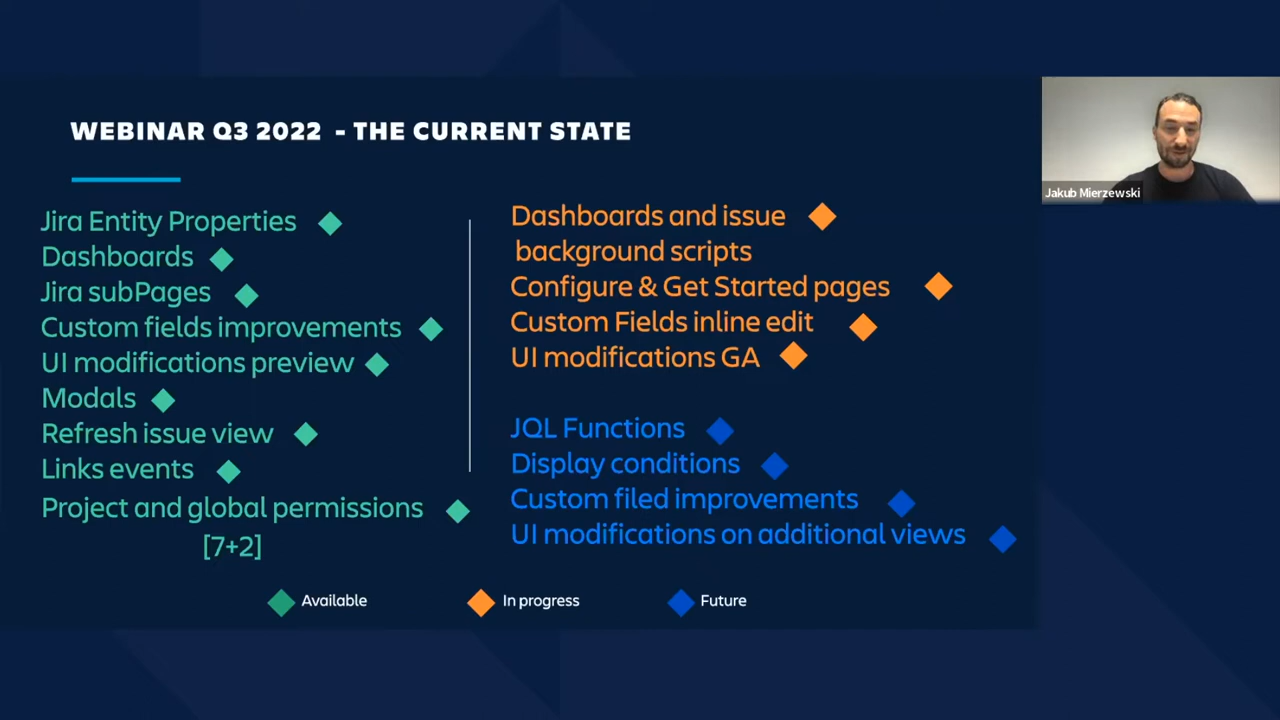 WEBINAR Q3 2022 - THE CURRENT STATE
Jira Entity Properties
Dashboards
Jira subPages
Custom fields improvements
UI modifications preview
Modals
Refresh issue view
Links events
Project and global permissions
[7+2]
Dashboards and issue
background scripts
Configure & Get Started pages
Custom Fields inline edit
UI modifications GA
JQL Functions
Display conditions
Custom filed improvements
UI modifications on additional views
Available
In progress
Future
Jakub Mierzewski